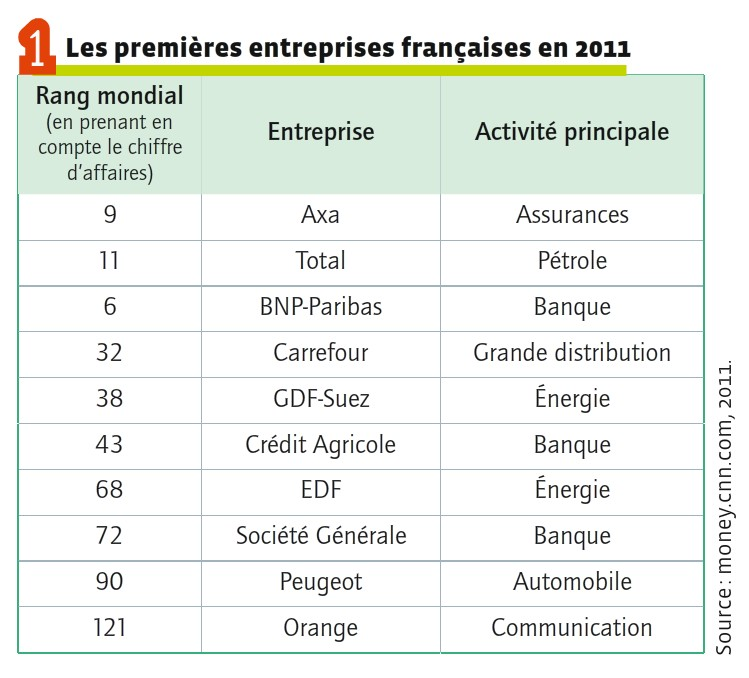 1 Les premières entreprises françaises en 2011
Rang mondial
(en prenant en
compte le chiffre
d'affaires)
Entreprise
Activité principale
9 Axa Assurances
11 Total Pétrole
6 BNP-Paribas Banque
32 Carrefour Grande distribution
38 GDF-Suez Énergie
43 Crédit Agricole Banque
68 EDF Énergie
72 Société Générale Banque
90 Peugeot Automobile
121 Orange Communication
Source : money.cnn.com, 2011.